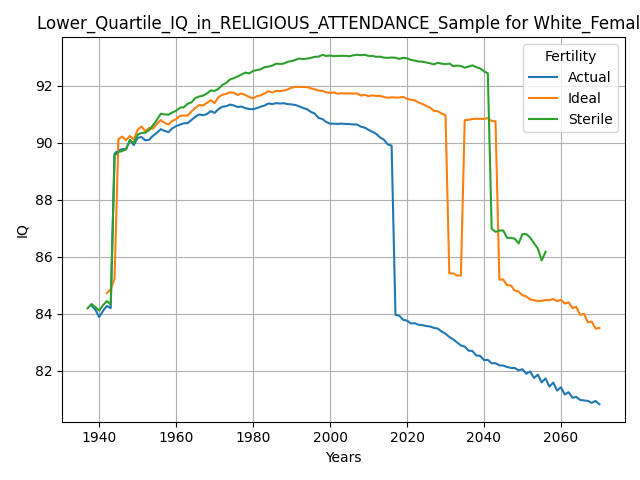 Lower_Quartile_IQ_in_RELIGIOUS_ATTENDANCE_Sample for White_Femal
Fertility
Actual
Ideal
Sterile
IQ
92
90
88
86
84
82
1940
1960
1980
2000
2020
2040
2060
Years